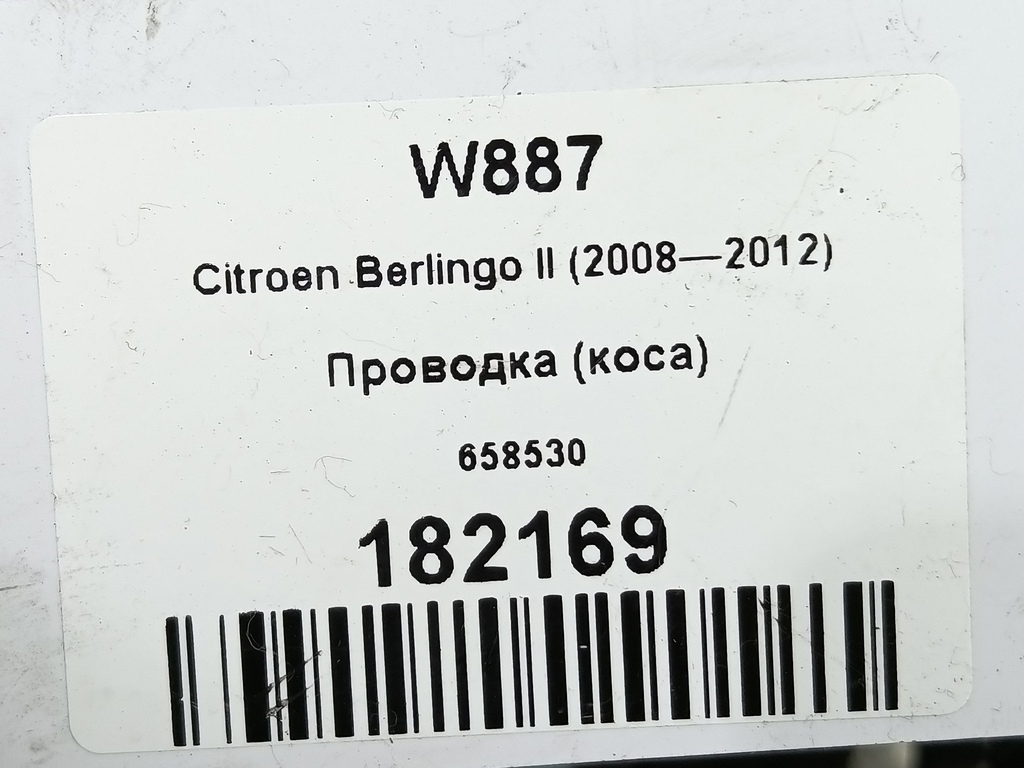 W887
Citroen Berlingo II (2008—2012)
Проводка (коса)
658530
182169